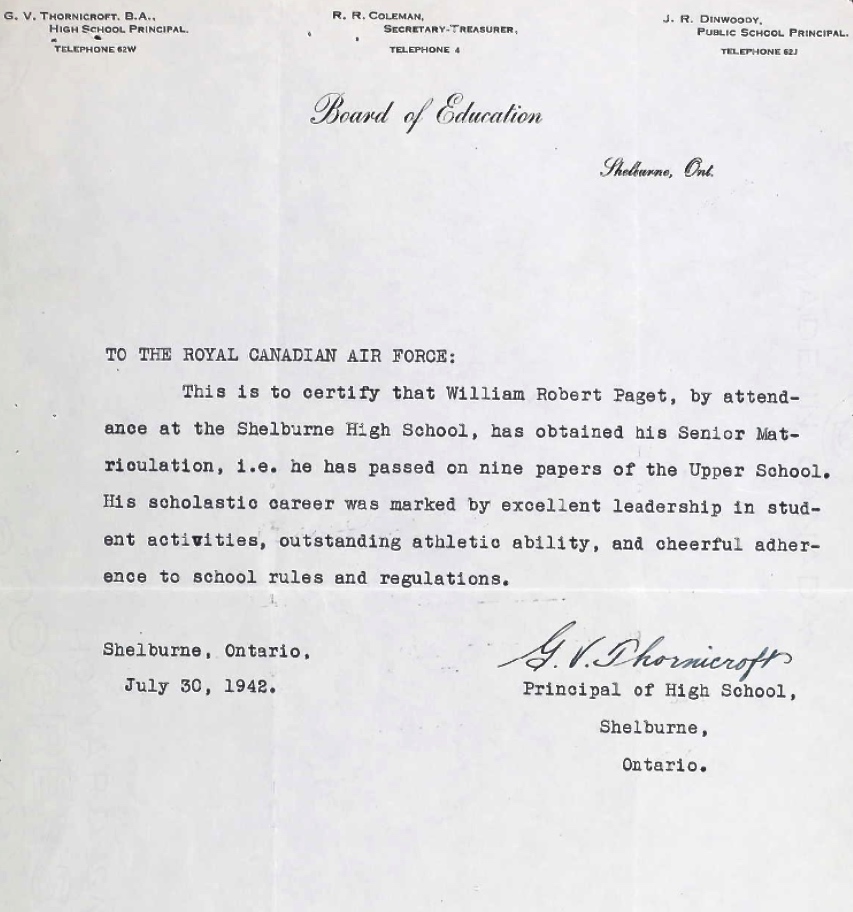 G. V. THORNICROFT, B.A.,
HIGH SCHOOL PRINCIPAL.
TELEPHONE 62W
R. R. COLEMAN,
SECRETARY-TREASURER,
TELEPHONE 4
J. R. DINWOODY,
PUBLIC SCHOOL PRINCIPAL.
TELEPHONE 62J
Board of Education
Shelburne, Ont.
TO THE ROYAL CANADIAN AIR FORCE:
This is to certify that William Robert Paget, by attend-
ance at the Shelburne High School, has obtained his Senior Mat-
riculation, i.e. he has passed on nine papers of the Upper School.
His scholastic career was marked by excellent leadership in stud-
ent activities, outstanding athletic ability, and cheerful adher-
ence to school rules and regulations.
Shelburne, Ontario.
July 30, 1942.
G. V. Thornicroft
Principal of High School,
Shelburne,
Ontario.